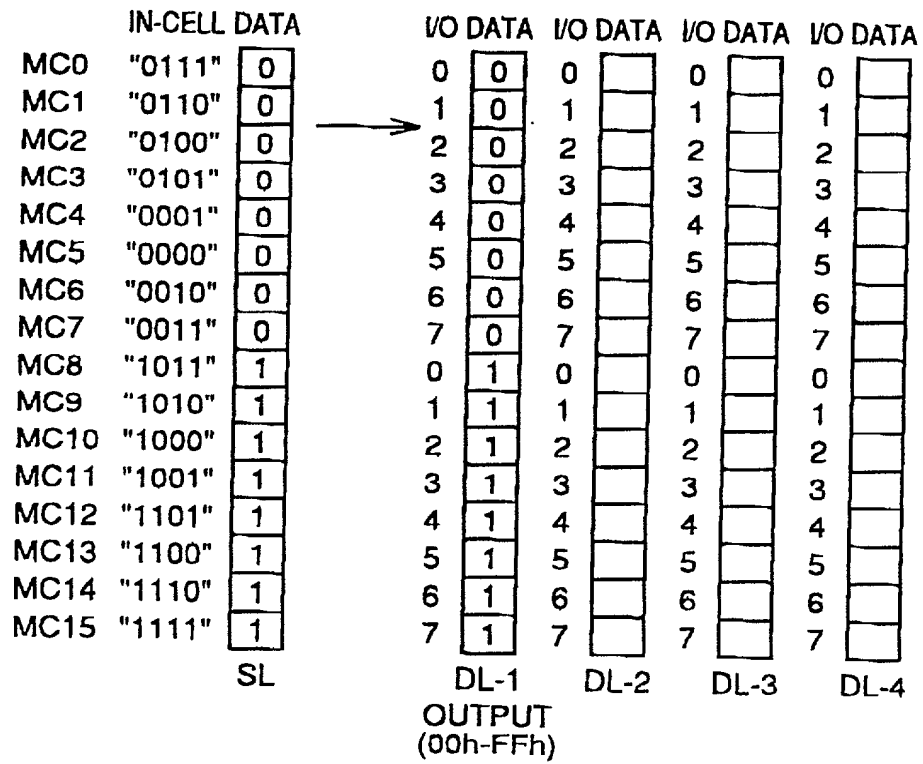 IN-CELL DATA I/O DATA I/O DATA I/O DATA I/O DATA
MC0 "0111" 0 0 0 0 0 0
MC1 "0110" 0 1 0 1 1 1
MC2 "0100" 0 2 0 2 2 2
MC3 "0101" 0 3 0 3 3 3
MC4 "0001" 0 4 0 4 4 4
MC5 "0000" 0 5 0 5 5 5
MC6 "0010" 0 6 0 6 6 6
MC7 "0011" 0 7 0 7 7 7
MC8 "1011" 1 0 1 0 0 0
MC9 "1010" 1 1 1 1 1 1
MC10 "1000" 1 2 1 2 2 2
MC11 "1001" 1 3 1 3 3 3
MC12 "1101" 1 4 1 4 4 4
MC13 "1100" 1 5 1 5 5 5
MC14 "1110" 1 6 1 6 6 6
MC15 "1111" 1 7 1 7 7 7
SL DL-1 DL-2 DL-3 DL-4
OUTPUT
(00h-FFh)